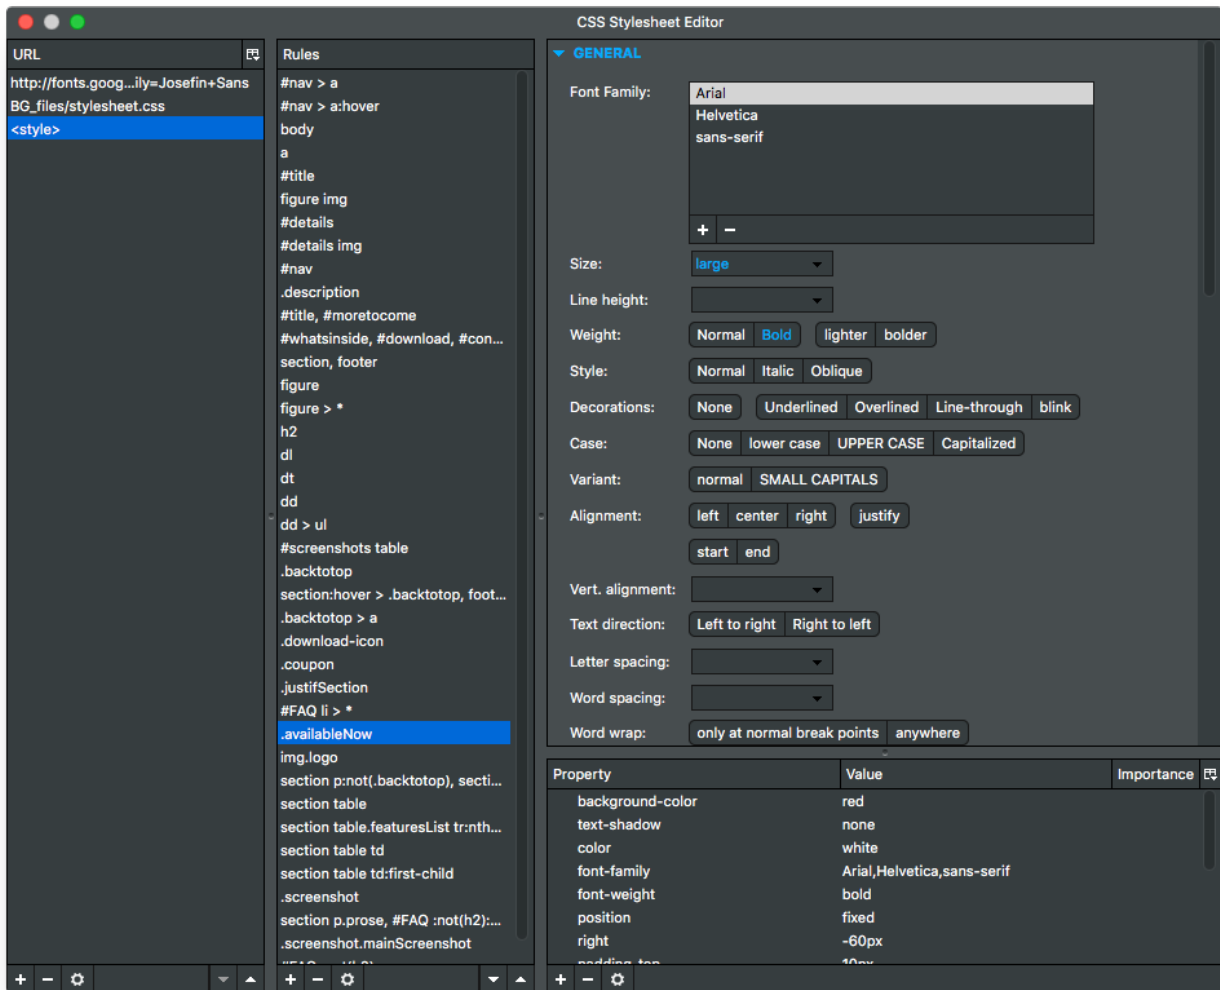 CSS Stylesheet Editor
URL
http://fonts.goog...ily=Josefin+Sans
BG_files/stylesheet.css
<style>
Rules
#nav > a
#nav > a:hover
body
a
#title
figure img
#details
#details img
#nav
.description
#title, #moretocome
#whatsinside, #download, #con...
section, footer
figure
figure > *
h2
dl
dt
dd
dd > ul
#screenshots table
.backtotop
section:hover > .backtotop, foot...
.backtotop > a
.download-icon
.coupon
.justifSection
#FAQ li > *
.availableNow
img.logo
section p:not(.backtotop), secti...
section table
section table.featuresList tr:nth...
section table td
section table td:first-child
.screenshot
section p.prose, #FAQ :not(h2):...
.screenshot.mainScreenshot
GENERAL
Font Family:
Arial
Helvetica
sans-serif
Size: large
Line height:
Weight: Normal Bold lighter bolder
Style: Normal Italic Oblique
Decorations: None Underlined Overlined Line-through blink
Case: None lower case UPPER CASE Capitalized
Variant: normal SMALL CAPITALS
Alignment: left center right justify
start end
Vert. alignment:
Text direction: Left to right Right to left
Letter spacing:
Word spacing:
Word wrap: only at normal break points anywhere
Property Value Importance
background-color red
text-shadow none
color white
font-family Arial,Helvetica,sans-serif
font-weight bold
position fixed
right -60px
padding-top 10px